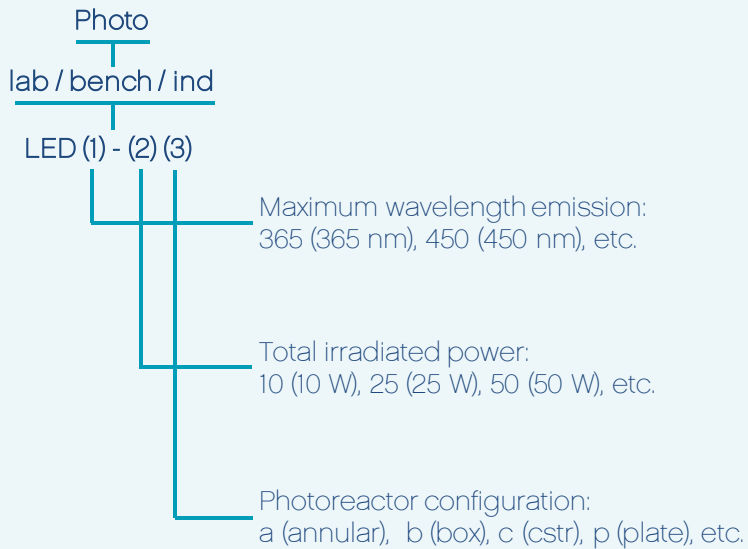 Photo
lab / bench / ind
LED (1) - (2) (3)
Maximum wavelength emission:
365 (365 nm), 450 (450 nm), etc.
Total irradiated power:
10 (10 W), 25 (25 W), 50 (50 W), etc.
Photoreactor configuration:
a (annular), b (box), c (cstr), p (plate), etc.